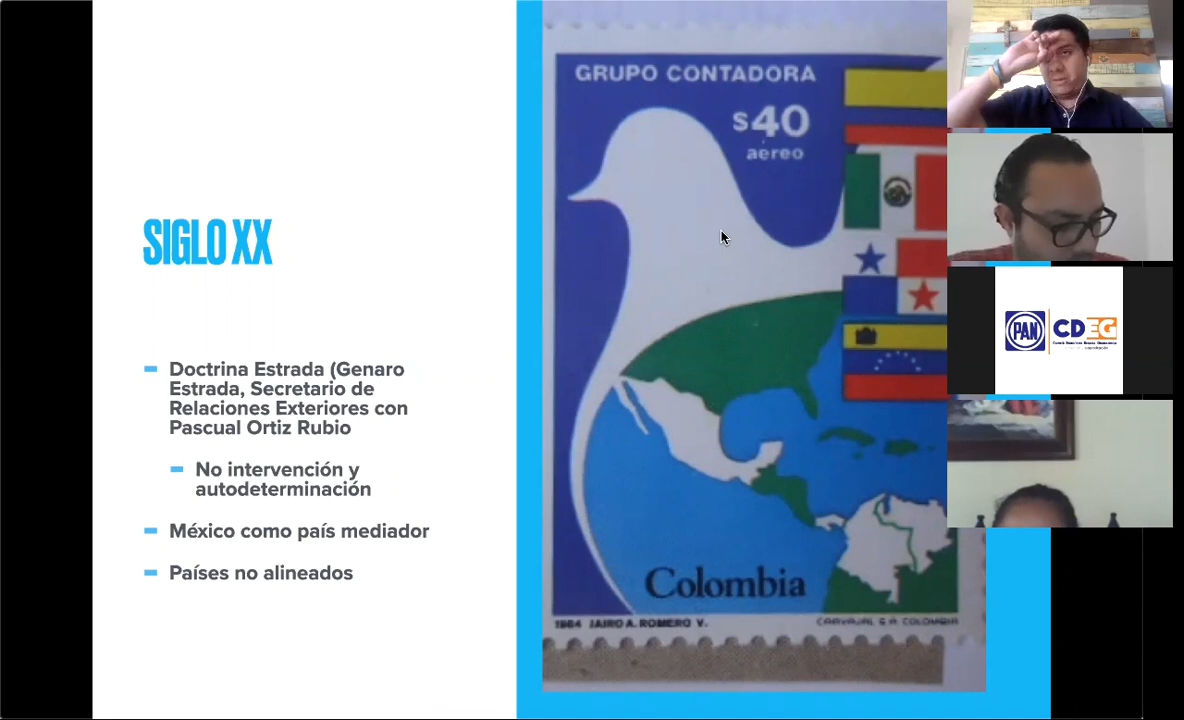 SIGLO XX
Doctrina Estrada (Genaro
Estrada, Secretario de
Relaciones Exteriores con
Pascual Ortiz Rubio
No intervención y
autodeterminación
México como país mediador
Países no alineados
GRUPO CONTADORA
$40
aereo
Colombia
1984 JAIRO A. ROMERO V.
CARVAJAL S A COLOMBIA
PAN
CDEG